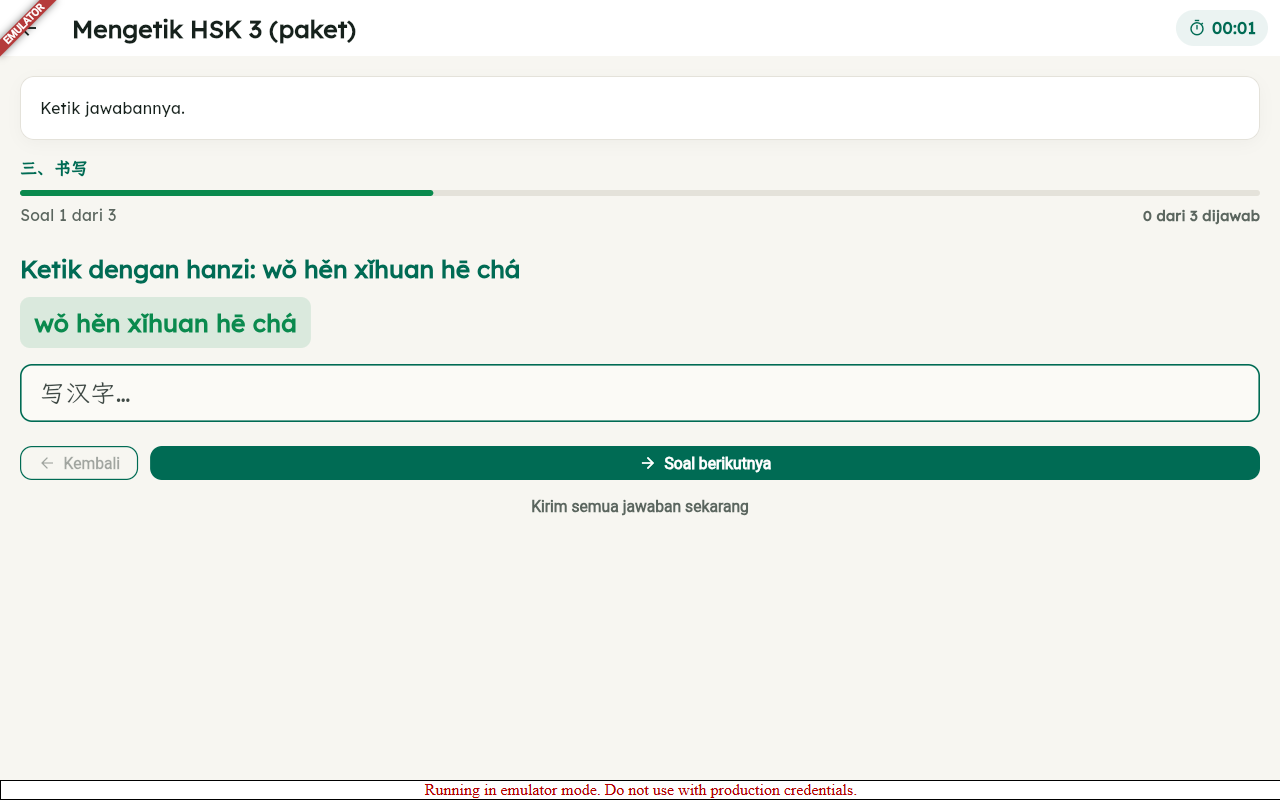 EMULATOR
Mengetik HSK 3 (paket)
00:01
Ketik jawabannya.
三、书写
Soal 1 dari 3
0 dari 3 dijawab
Ketik dengan hanzi: wǒ hěn xǐhuan hē chá
wǒ hěn xǐhuan hē chá
写汉字...
Kembali
Soal berikutnya
Kirim semua jawaban sekarang
Running in emulator mode. Do not use with production credentials.